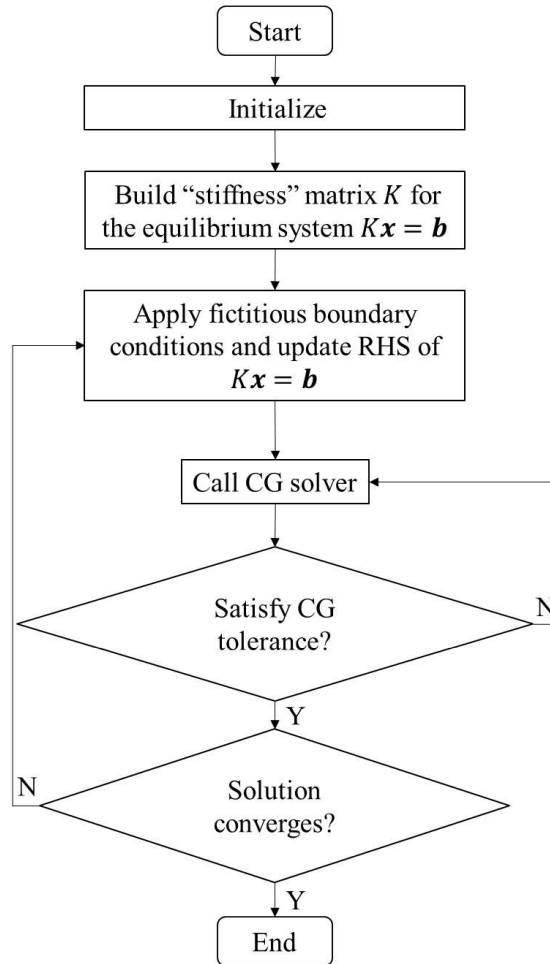 Start
Initialize
Build “stiffness” matrix K for
the equilibrium system Kx = b
Apply fictitious boundary
conditions and update RHS of
Kx = b
Call CG solver
Satisfy CG
tolerance?
N
Y
Solution
converges?
N
Y
End